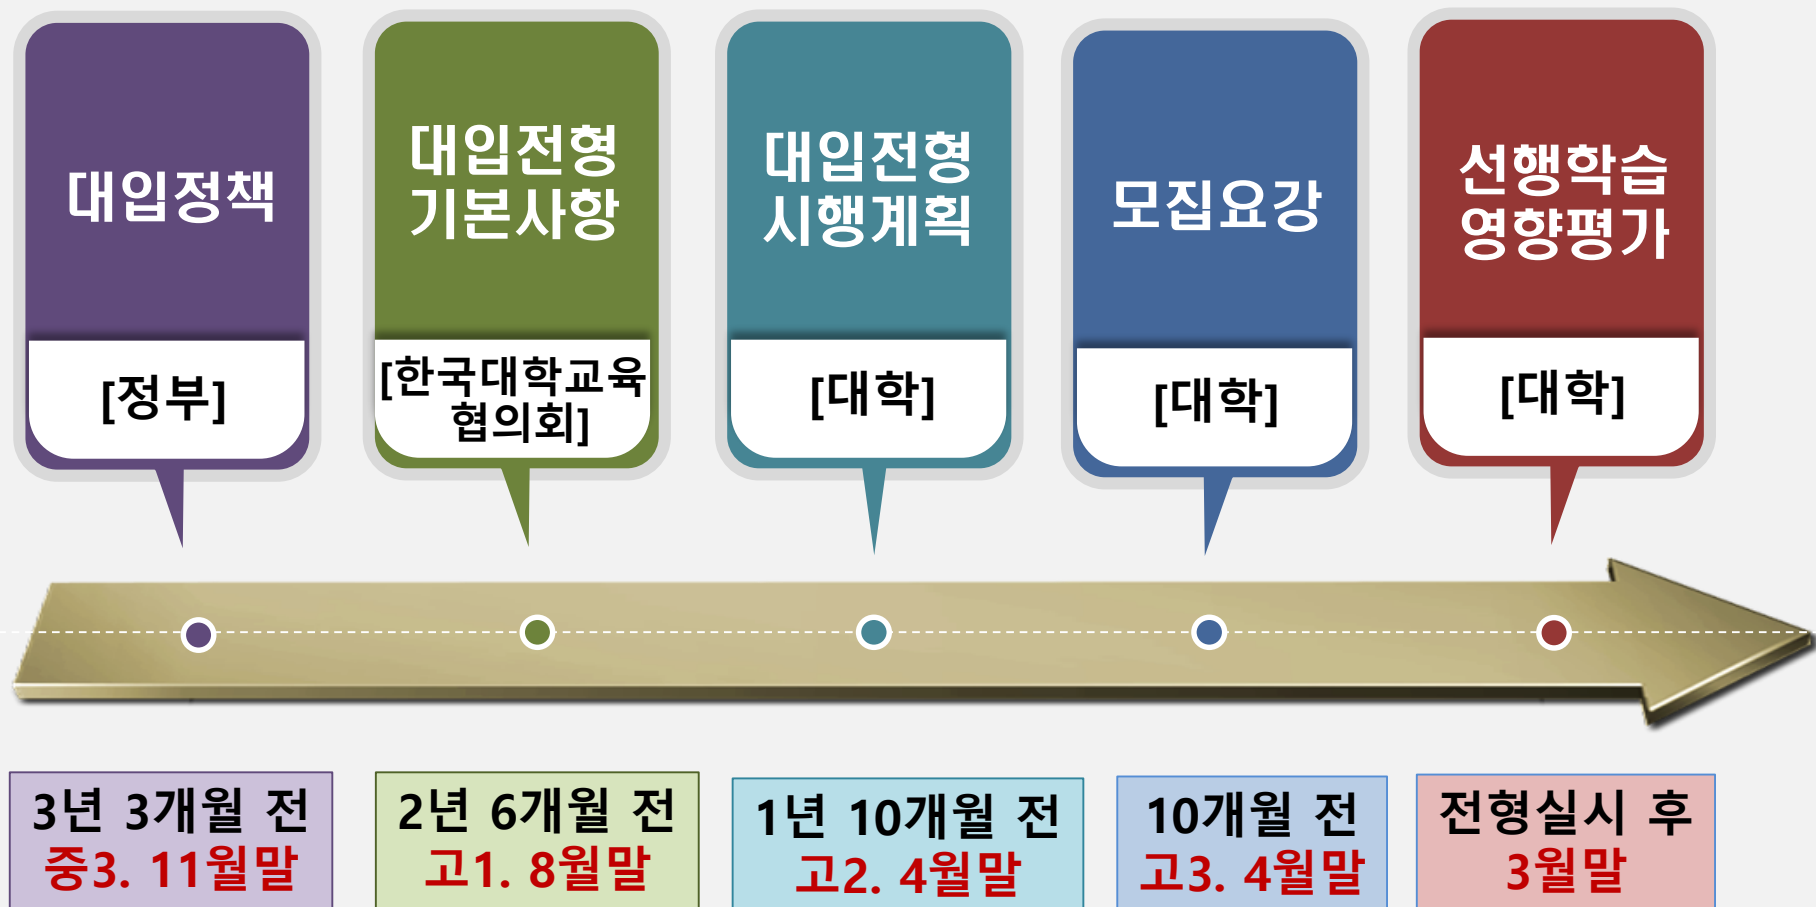 대입정책
[정부]
대입전형
기본사항
[한국대학교육
협의회]
대입전형
시행계획
[대학]
모집요강
[대학]
선행학습
영향평가
[대학]
3년 3개월 전
중3. 11월말
2년 6개월 전
고1. 8월말
1년 10개월 전
고2. 4월말
10개월 전
고3. 4월말
전형실시 후
3월말